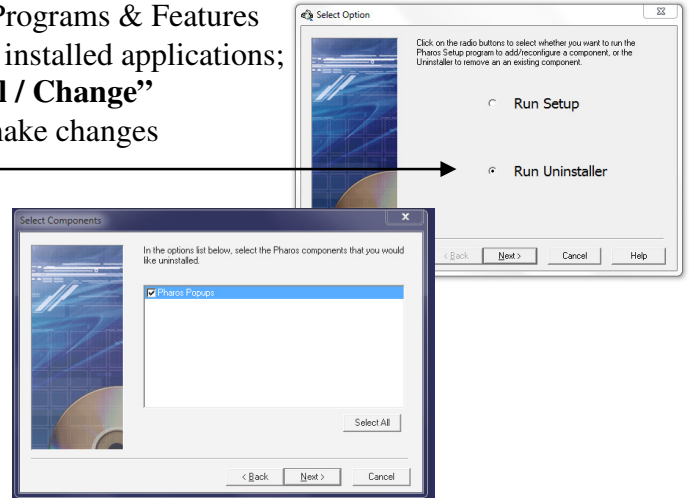 Programs & Features
installed applications;
l / Change”
make changes
Select Option
Click on the radio buttons to select whether you want to run the
Pharos Setup program to add/reconfigure a component, or the
Uninstaller to remove an an existing component.
Run Setup
Run Uninstaller
< Back Next > Cancel Help
Select Components
In the options list below, select the Pharos components that you would
like uninstalled.
Pharos Popups
Select All
< Back Next > Cancel